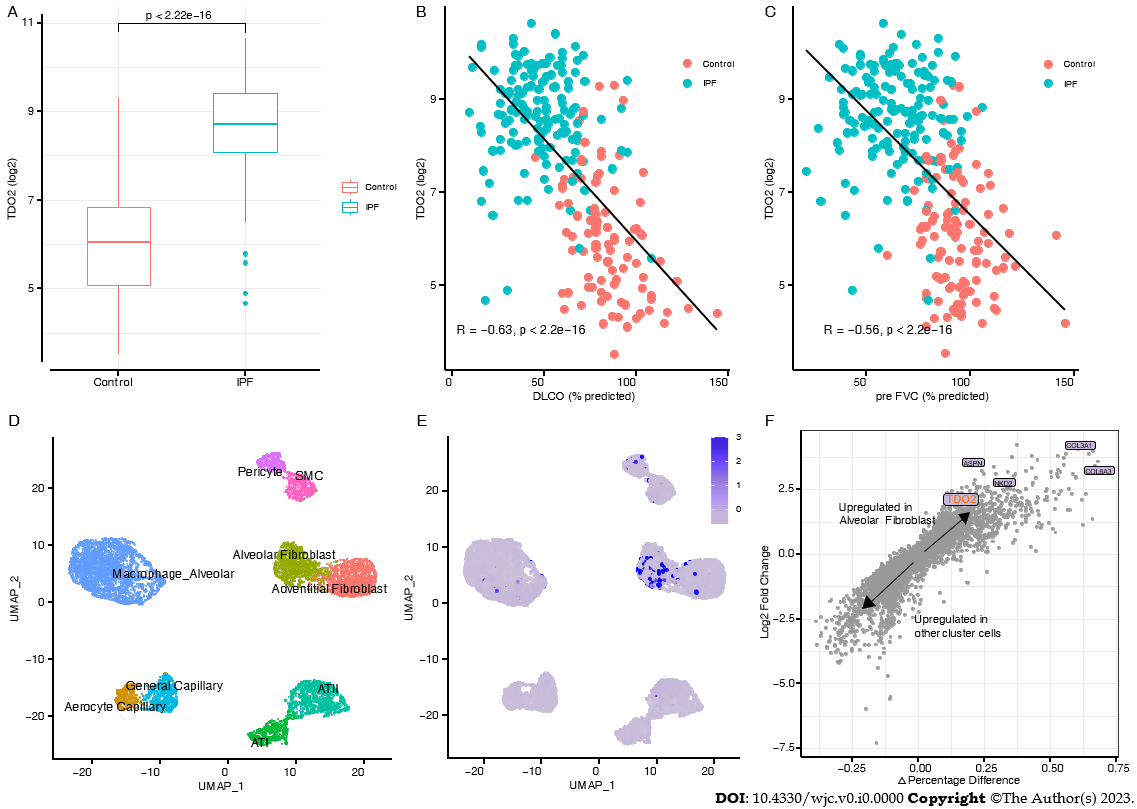 A
p < 2.22e−16
TDO2 (log2)
11
9
7
5
Control
IPF
Control
IPF
B
TDO2 (log2)
9
7
5
R = −0.63, p < 2.2e−16
0
50
100
150
DLCO (% predicted)
Control
IPF
C
TDO2 (log2)
9
7
5
R = −0.56, p < 2.2e−16
50
100
150
pre FVC (% predicted)
Control
IPF
D
UMAP_2
20
10
0
−10
−20
Pericyte
SMC
Alveolar Fibroblast
Macrophage_Alveolar
Adventitial Fibroblast
General Capillary
Aerocyte Capillary
ATII
ATI
−20
−10
0
10
20
UMAP_1
E
UMAP_2
20
10
0
−10
−20
3
2
1
0
−20
−10
0
10
20
UMAP_1
F
Log2 Fold Change
2.5
0.0
−2.5
−5.0
−7.5
COL3A1
ASPN
COL6A3
NKD2
TDO2
Upregulated in
Alveolar Fibroblast
Upregulated in
other cluster cells
−0.25
0.00
0.25
0.50
0.75
Δ Percentage Difference
DOI: 10.4330/wjc.v0.i0.0000 Copyright ©The Author(s) 2023.